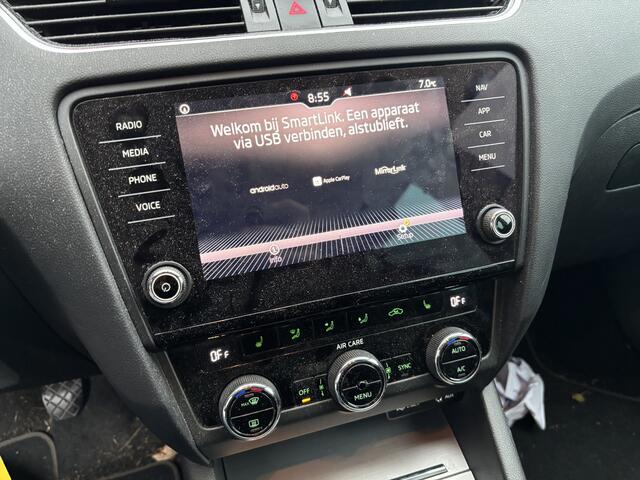 8:55
7.0°C
Welkom bij SmartLink. Een apparaat
via USB verbinden, alstublieft.
androidauto
Apple CarPlay
MirrorLink
Info
Setup
RADIO
MEDIA
PHONE
VOICE
NAV
APP
CAR
MENU
OFF
OFF
AIR CARE
MAX
OFF
MENU
SYNC
AUTO
A/C